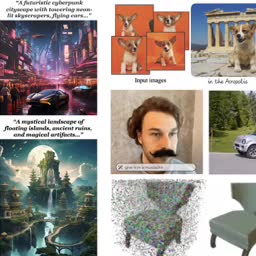 “A futuristic cyberpunk
cityscape with towering neon-
lit skyscrapers, flying cars...”
Input images
in the Acropolis
“A mystical landscape of
floating islands, ancient ruins,
and magical artifacts...”